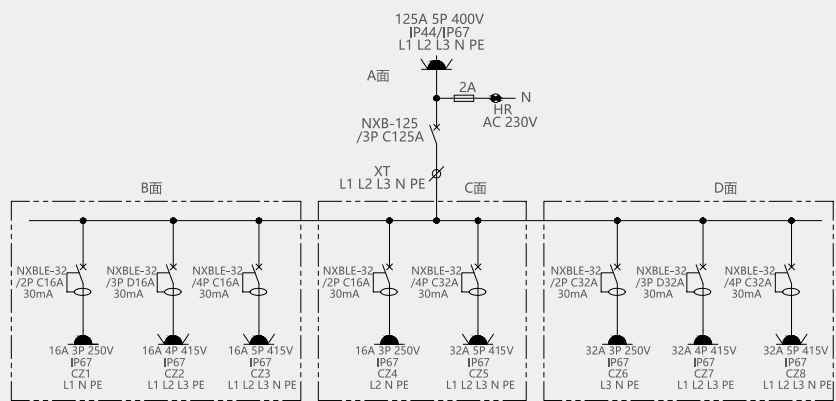 125A 5P 400V
IP44/IP67
L1 L2 L3 N PE
A面
2A
N
HR
AC 230V
NXB-125
/3P C125A
XT
L1 L2 L3 N PE
B面
C面
D面
NXBLE-32
/2P C16A
30mA
NXBLE-32
/3P D16A
30mA
NXBLE-32
/4P C16A
30mA
NXBLE-32
/2P C16A
30mA
NXBLE-32
/4P C32A
30mA
NXBLE-32
/2P C32A
30mA
NXBLE-32
/3P D32A
30mA
NXBLE-32
/4P C32A
30mA
16A 3P 250V
IP67
CZ1
L1 N PE
16A 4P 415V
IP67
CZ2
L1 L2 L3 PE
16A 5P 415V
IP67
CZ3
L1 L2 L3 N PE
16A 3P 250V
IP67
CZ4
L2 N PE
32A 5P 415V
IP67
CZ5
L1 L2 L3 N PE
32A 3P 250V
IP67
CZ6
L3 N PE
32A 4P 415V
IP67
CZ7
L1 L2 L3 PE
32A 5P 415V
IP67
CZ8
L1 L2 L3 N PE